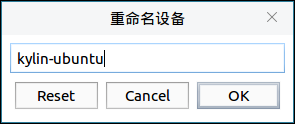 重命名设备
kylin-ubuntu
Reset Cancel OK